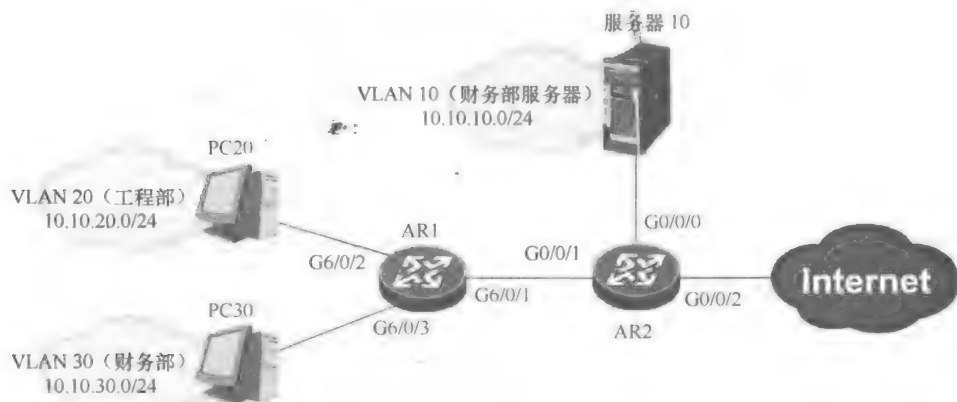 服务器 10
VLAN 10（财务部服务器）
10.10.10.0/24
PC20
VLAN 20（工程部）
10.10.20.0/24
AR1
G0/0/0
G6/0/2
G0/0/1
G6/0/1
G0/0/2
Internet
PC30
G6/0/3
AR2
VLAN 30（财务部）
10.10.30.0/24